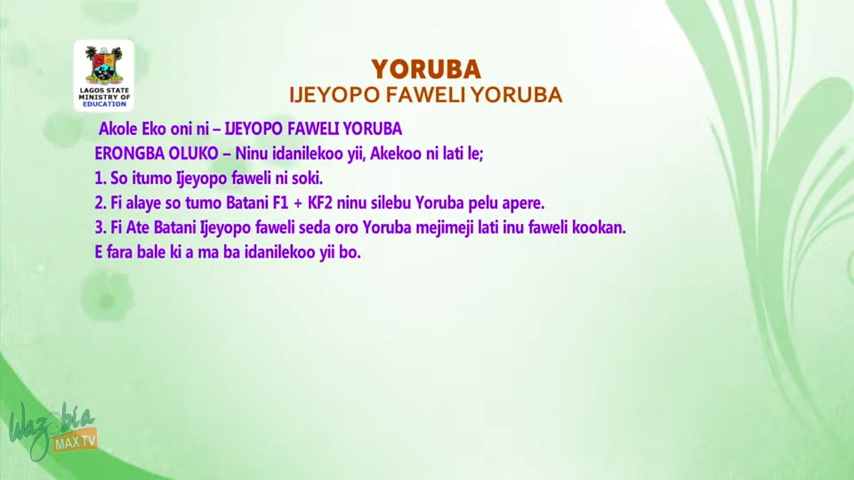 LAGOS STATE
MINISTRY OF
EDUCATION
YORUBA
IJEYOPO FAWELI YORUBA
Akole Eko oni ni – IJEYOPO FAWELI YORUBA
ERONGBA OLUKO – Ninu idanilekoo yii, Akekoo ni lati le;
1. So itumo Ijeyopo faweli ni soki.
2. Fi alaye so tumo Batani F1 + KF2 ninu silebu Yoruba pelu apere.
3. Fi Ate Batani Ijeyopo faweli seda oro Yoruba mejimeji lati inu faweli kookan.
E fara bale ki a ma ba idanilekoo yii bo.
Wazobia
MAX TV